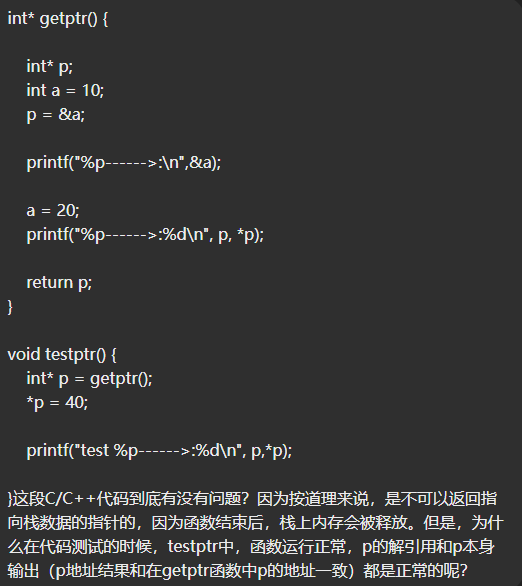 int* getptr() {
int* p;
int a = 10;
p = &a;
printf("%p------>:\n",&a);
a = 20;
printf("%p------>:%d\n", p, *p);
return p;
}
void testptr() {
int* p = getptr();
*p = 40;
printf("test %p------>:%d\n", p,*p);
}这段C/C++代码到底有没有问题？因为按道理来说，是不可以返回指
向栈数据的指针的，因为函数结束后，栈上内存会被释放。但是，为什
么在代码测试的时候，testptr中，函数运行正常，p的解引用和p本身
输出（p地址结果和在getptr函数中p的地址一致）都是正常的呢？